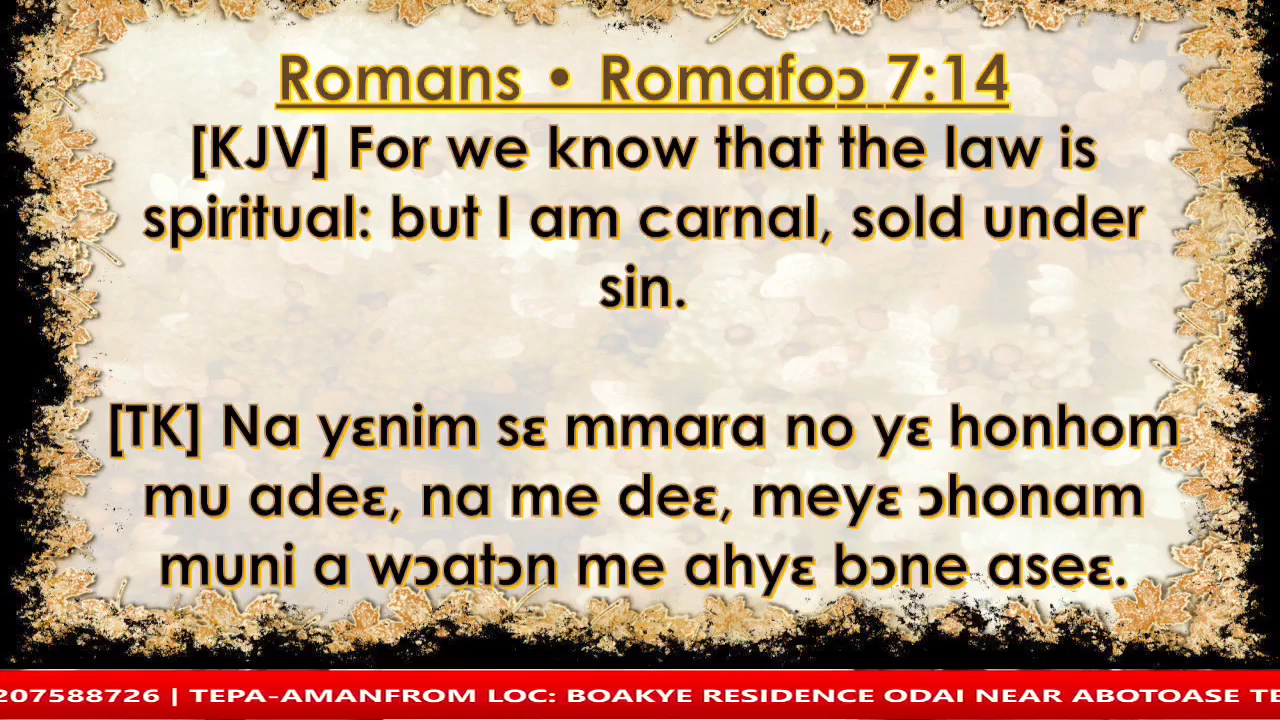 Romans • Romafoɔ 7:14
[KJV] For we know that the law is
spiritual: but I am carnal, sold under
sin.
[TK] Na yɛnim sɛ mmara no yɛ honhom
mu adeɛ, na me deɛ, meyɛ ɔhonam
muni a wɔatɔn me ahyɛ bɔne aseɛ.
207588726 | TEPA-AMANFROM LOC: BOAKYE RESIDENCE ODAI NEAR ABOTOASE TE